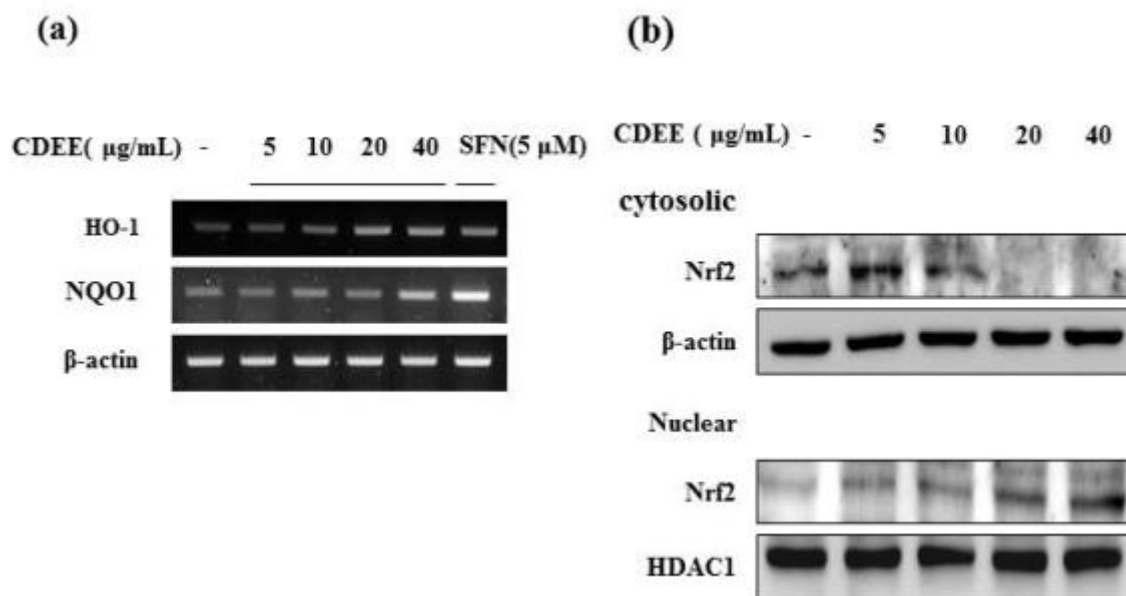 (a)
CDEE( µg/mL) - 5 10 20 40 SFN(5 µM)
HO-1
NQO1
β-actin
(b)
CDEE ( µg/mL) - 5 10 20 40
cytosolic
Nrf2
β-actin
Nuclear
Nrf2
HDAC1